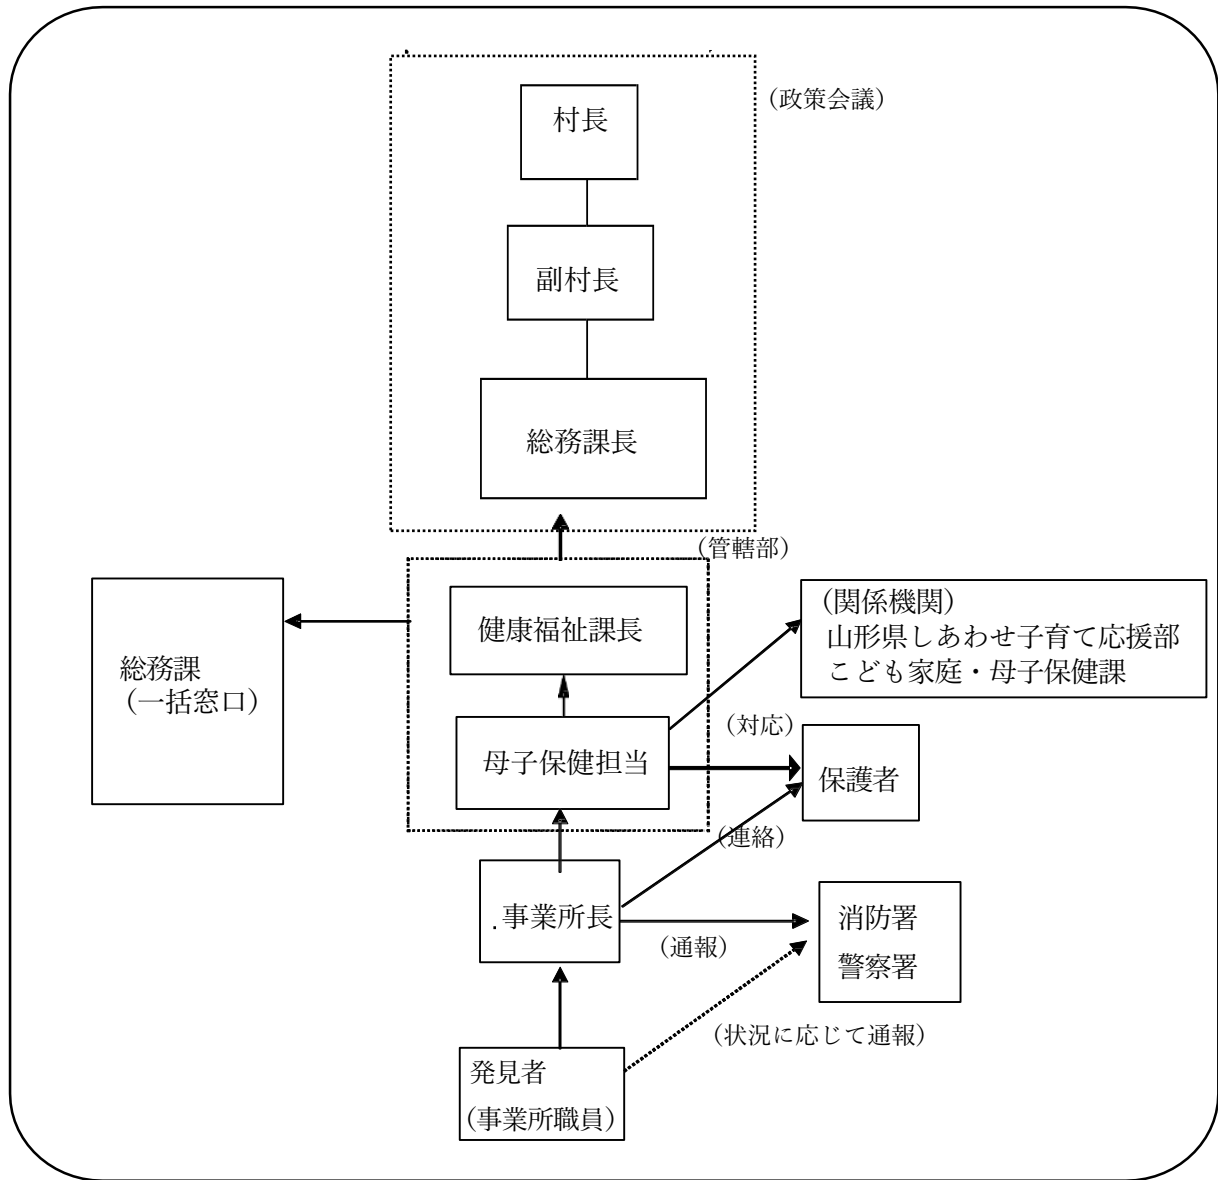 (政策会議)
村長
副村長
総務課長
(管轄部)
健康福祉課長
(関係機関)
山形県しあわせ子育て応援部
こども家庭・母子保健課
総務課
(一括窓口)
(対応)
母子保健担当
保護者
(連絡)
.事業所長
(通報)
消防署
警察署
(状況に応じて通報)
発見者
(事業所職員)